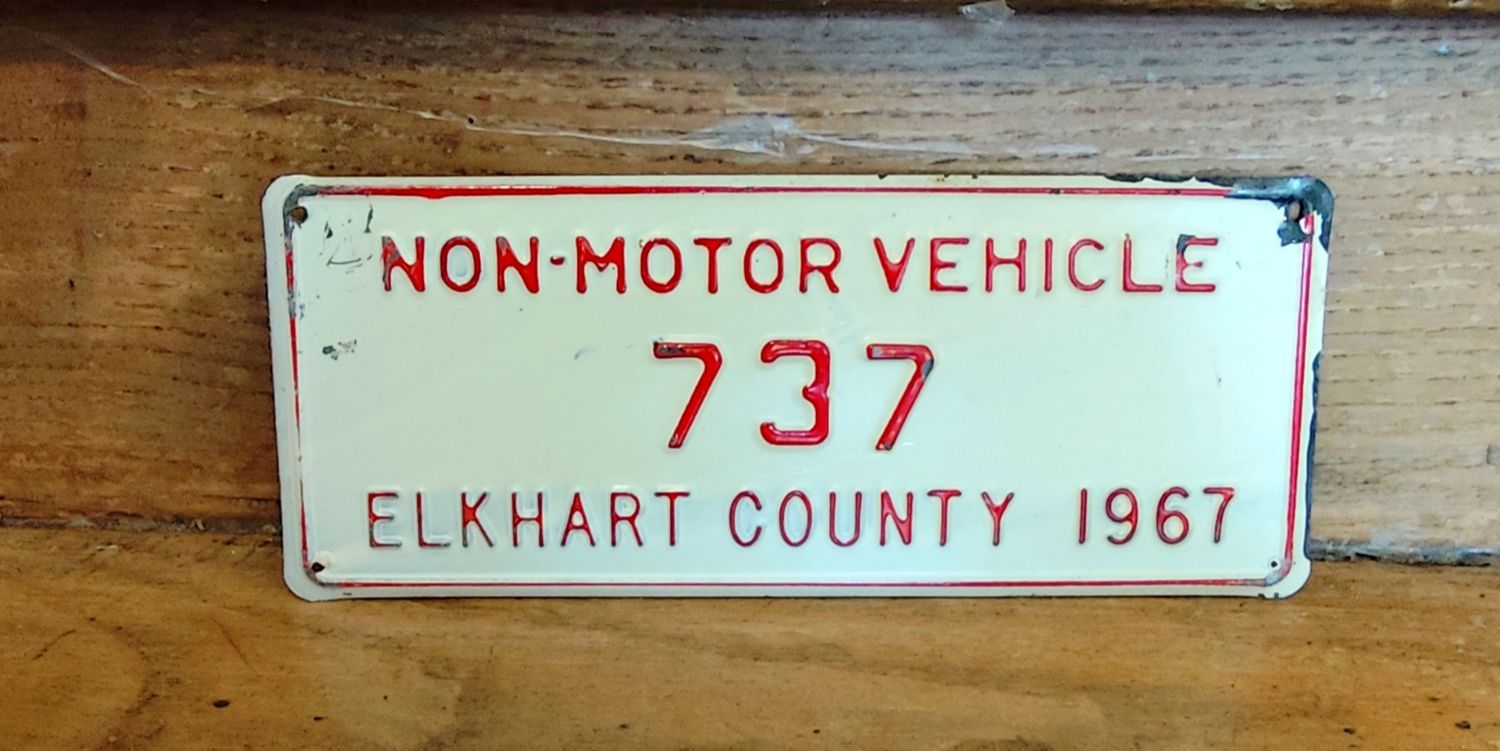 NON-MOTOR VEHICLE
737
ELKHART COUNTY 1967